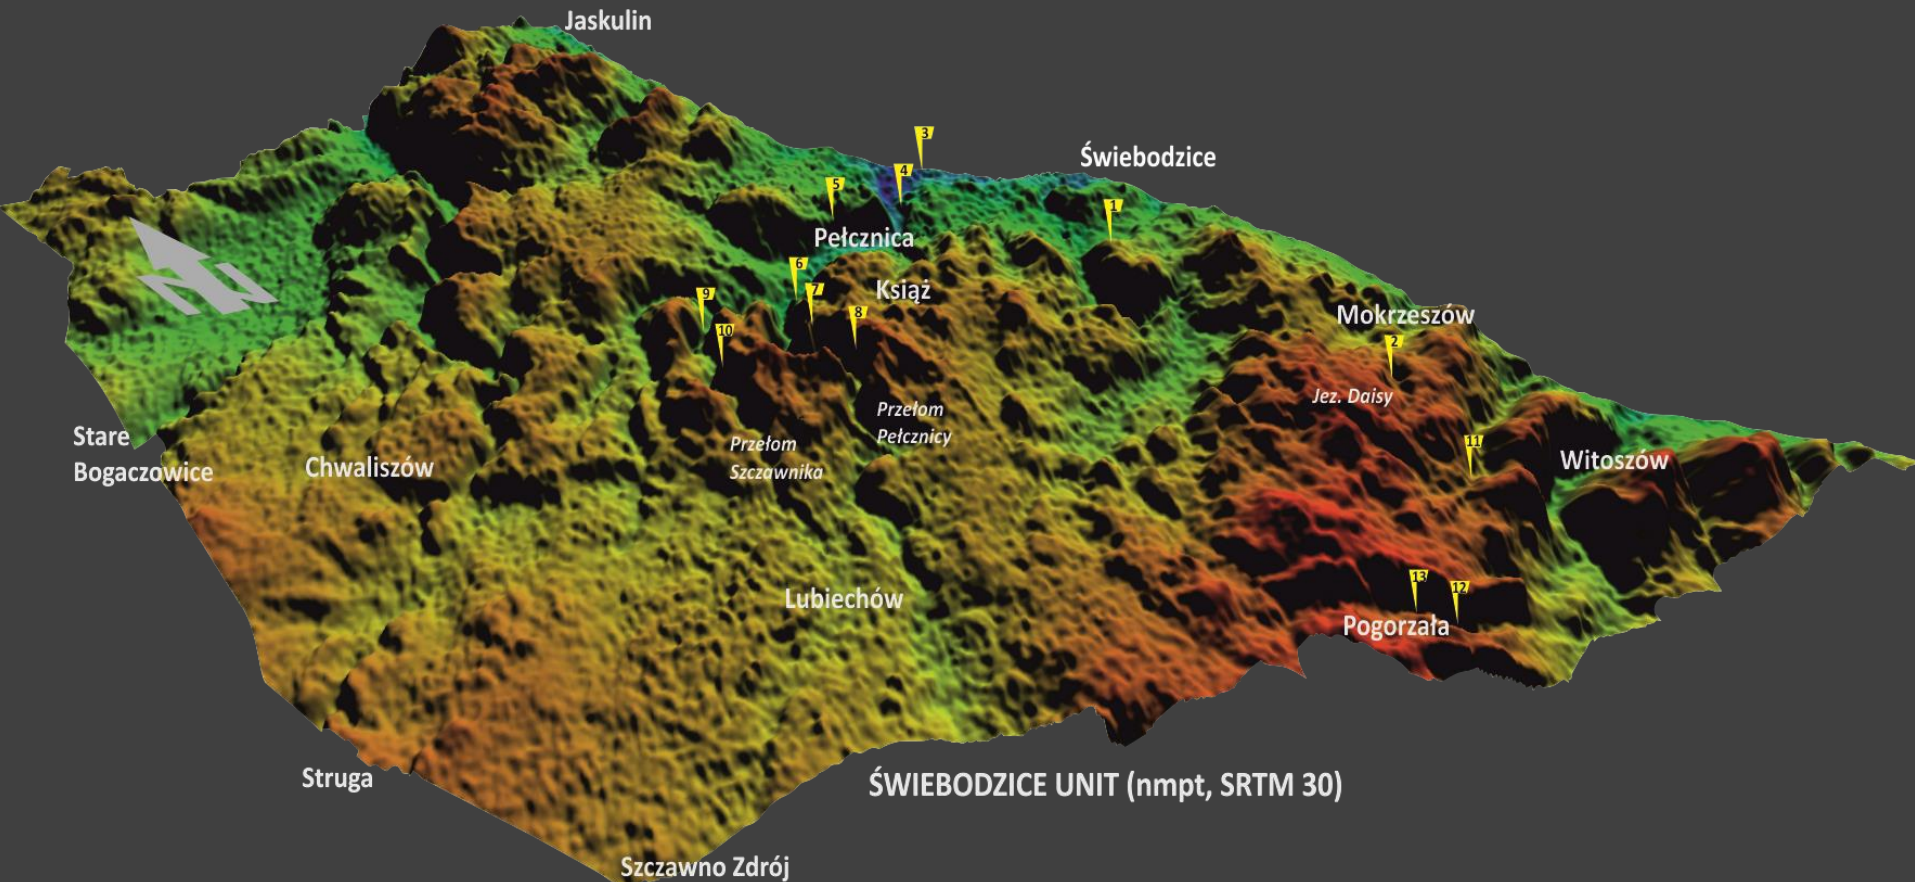 Jaskulin
3
Świebodzice
4
5
1
Pełcznica
6
Książ
7
9
8
Mokrzeszów
10
2
Jez. Daisy
Przełom
Pełcznicy
Stare
Bogaczowice
Chwaliszów
Przełom
Szczawnika
11
Witoszów
N
13
12
Lubiechów
Pogorzała
Struga
ŚWIEBODZICE UNIT (nmpt, SRTM 30)
Szczawno Zdrój